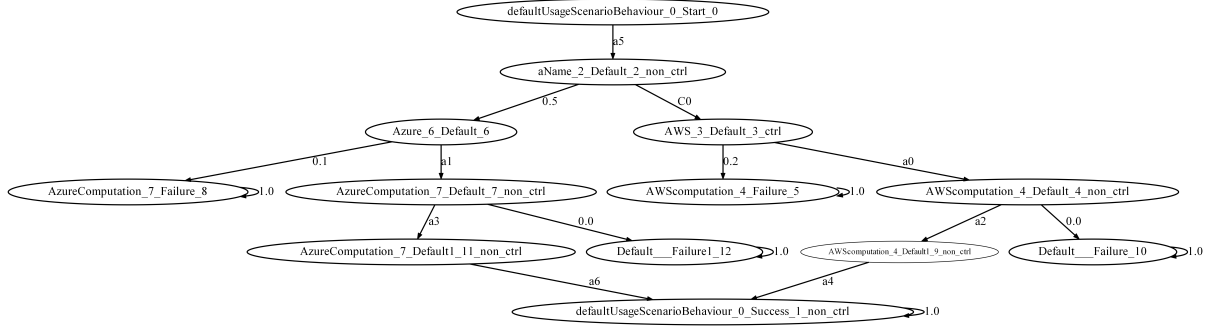 defaultUsageScenarioBehaviour_0_Start_0
a5
aName_2_Default_2_non_ctrl
0.5
C0
Azure_6_Default_6
AWS_3_Default_3_ctrl
0.1
a1
0.2
a0
AzureComputation_7_Failure_8
1.0
AzureComputation_7_Default_7_non_ctrl
AWScomputation_4_Failure_5
1.0
AWScomputation_4_Default_4_non_ctrl
a3
0.0
a2
0.0
AzureComputation_7_Default1_11_non_ctrl
Default___Failure1_12
1.0
AWScomputation_4_Default1_9_non_ctrl
Default___Failure_10
1.0
a6
a4
defaultUsageScenarioBehaviour_0_Success_1_non_ctrl
1.0